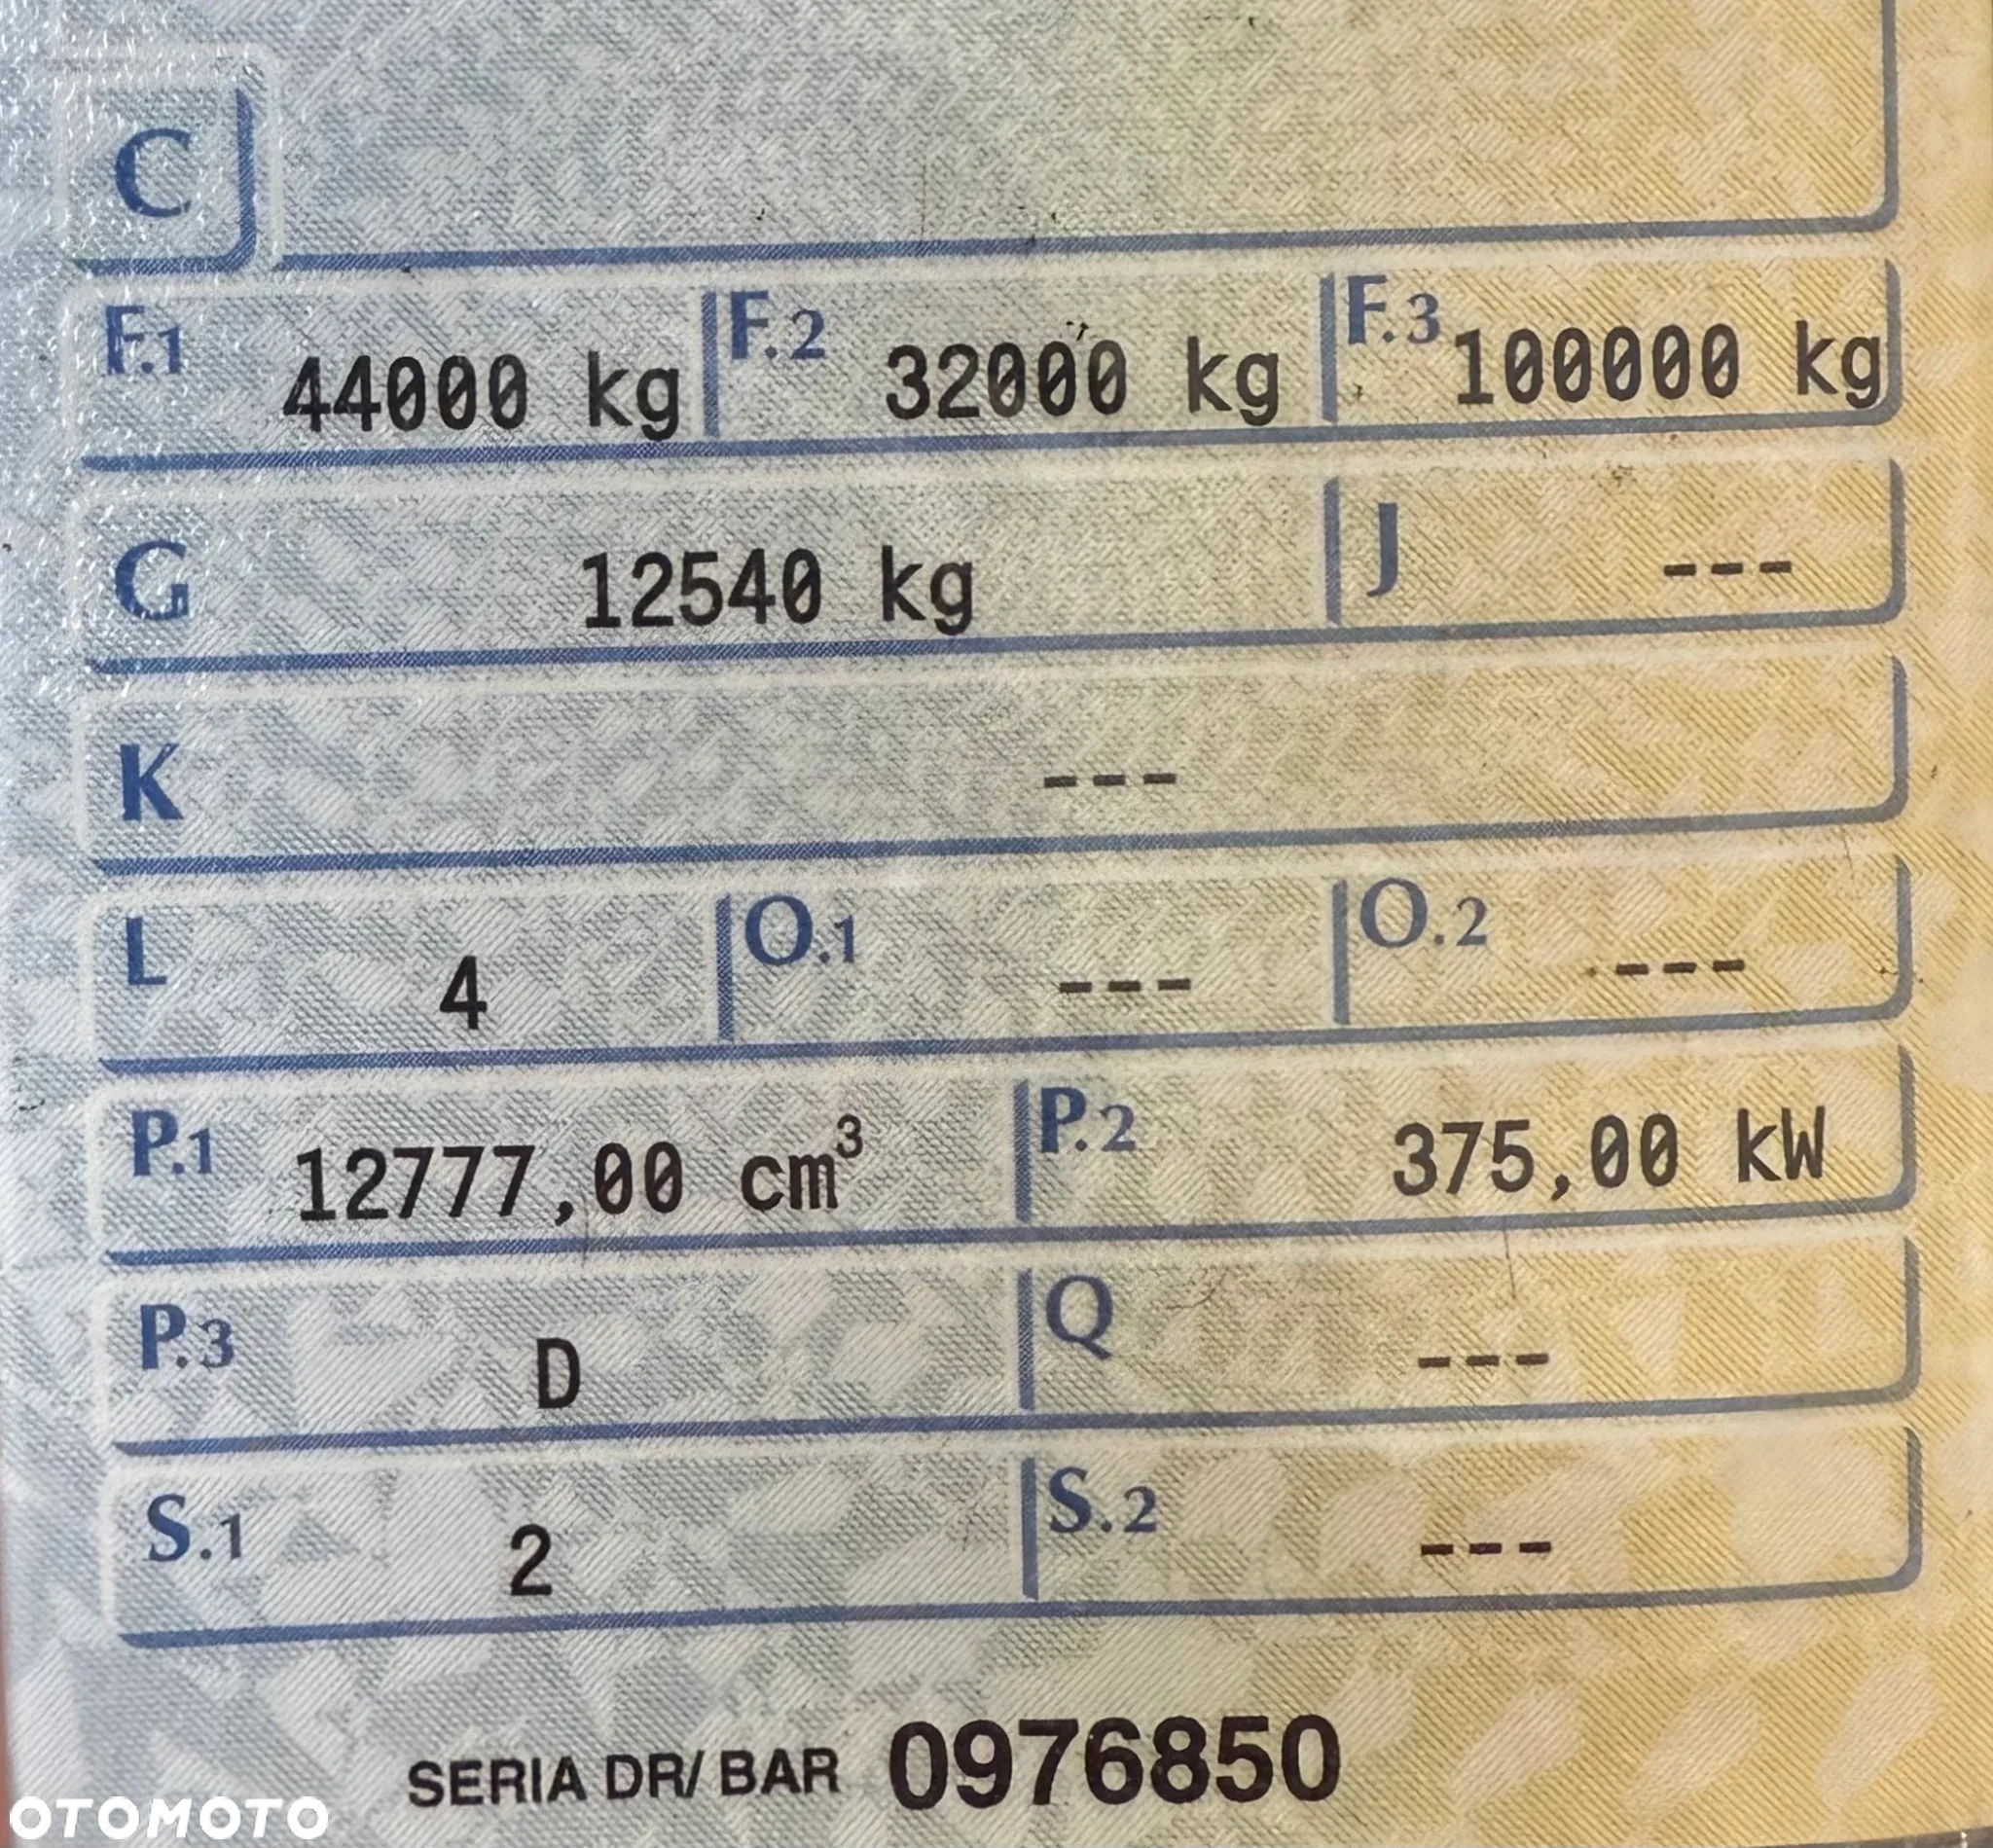 C
F.1 44000 kg F.2 32000 kg F.3 100000 kg
G 12540 kg J ---
K ---
L 4 O.1 --- O.2 ---
P.1 12777,00 cm³ P.2 375,00 kW
P.3 D Q ---
S.1 2 S.2 ---
SERIA DR/ BAR 0976850
OTOMOTO